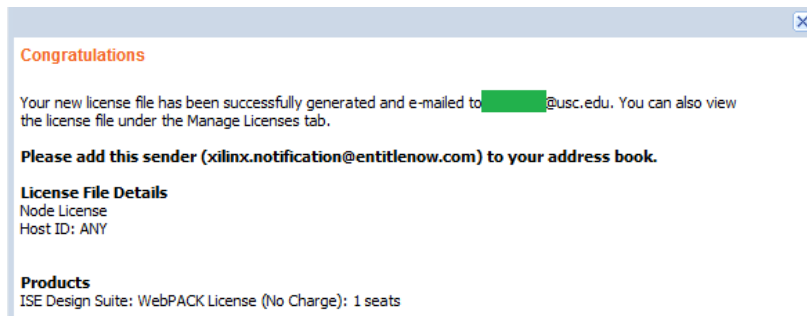 Congratulations
Your new license file has been successfully generated and e-mailed to @usc.edu. You can also view
the license file under the Manage Licenses tab.
Please add this sender (xilinx.notification@entitlenow.com) to your address book.
License File Details
Node License
Host ID: ANY
Products
ISE Design Suite: WebPACK License (No Charge): 1 seats